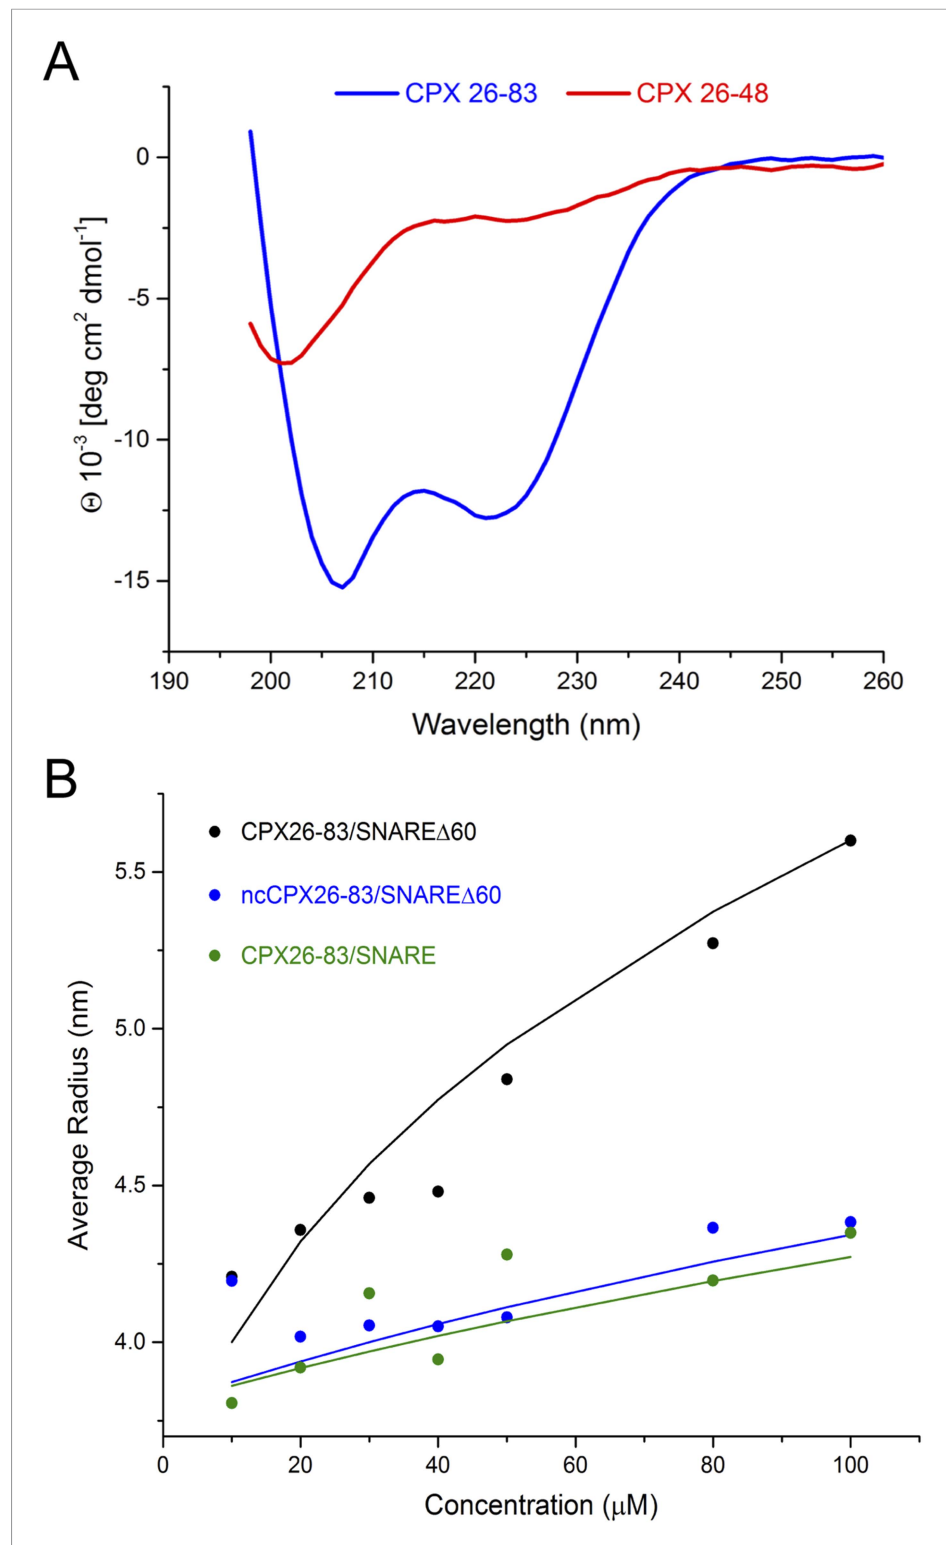 A
CPX 26-83
CPX 26-48
0
-5
-10
-15
Θ 10⁻³ [deg cm² dmol⁻¹]
190 200 210 220 230 240 250 260
Wavelength (nm)
B
CPX26-83/SNAREΔ60
ncCPX26-83/SNAREΔ60
CPX26-83/SNARE
5.5
5.0
4.5
4.0
Average Radius (nm)
0 20 40 60 80 100
Concentration (μM)